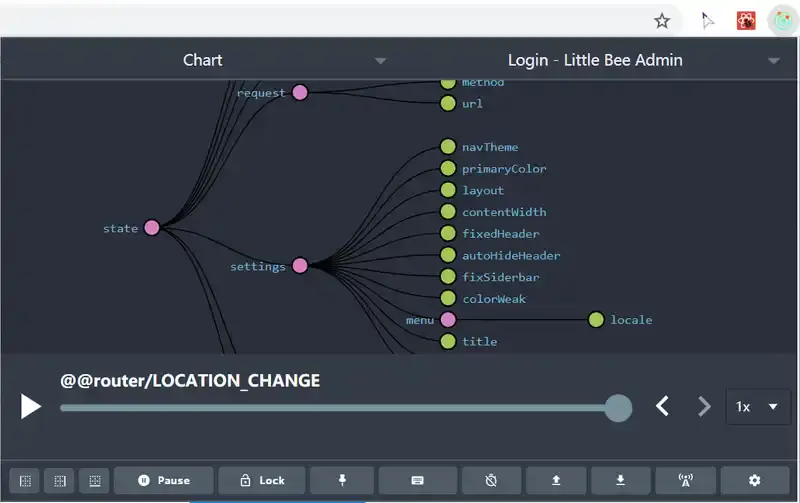 Chart
Login - Little Bee Admin
method
request
url
navTheme
primaryColor
layout
contentWidth
state
fixedHeader
autoHideHeader
settings
fixSiderbar
colorWeak
menu
locale
title
@@router/LOCATION_CHANGE
1x
Pause
Lock